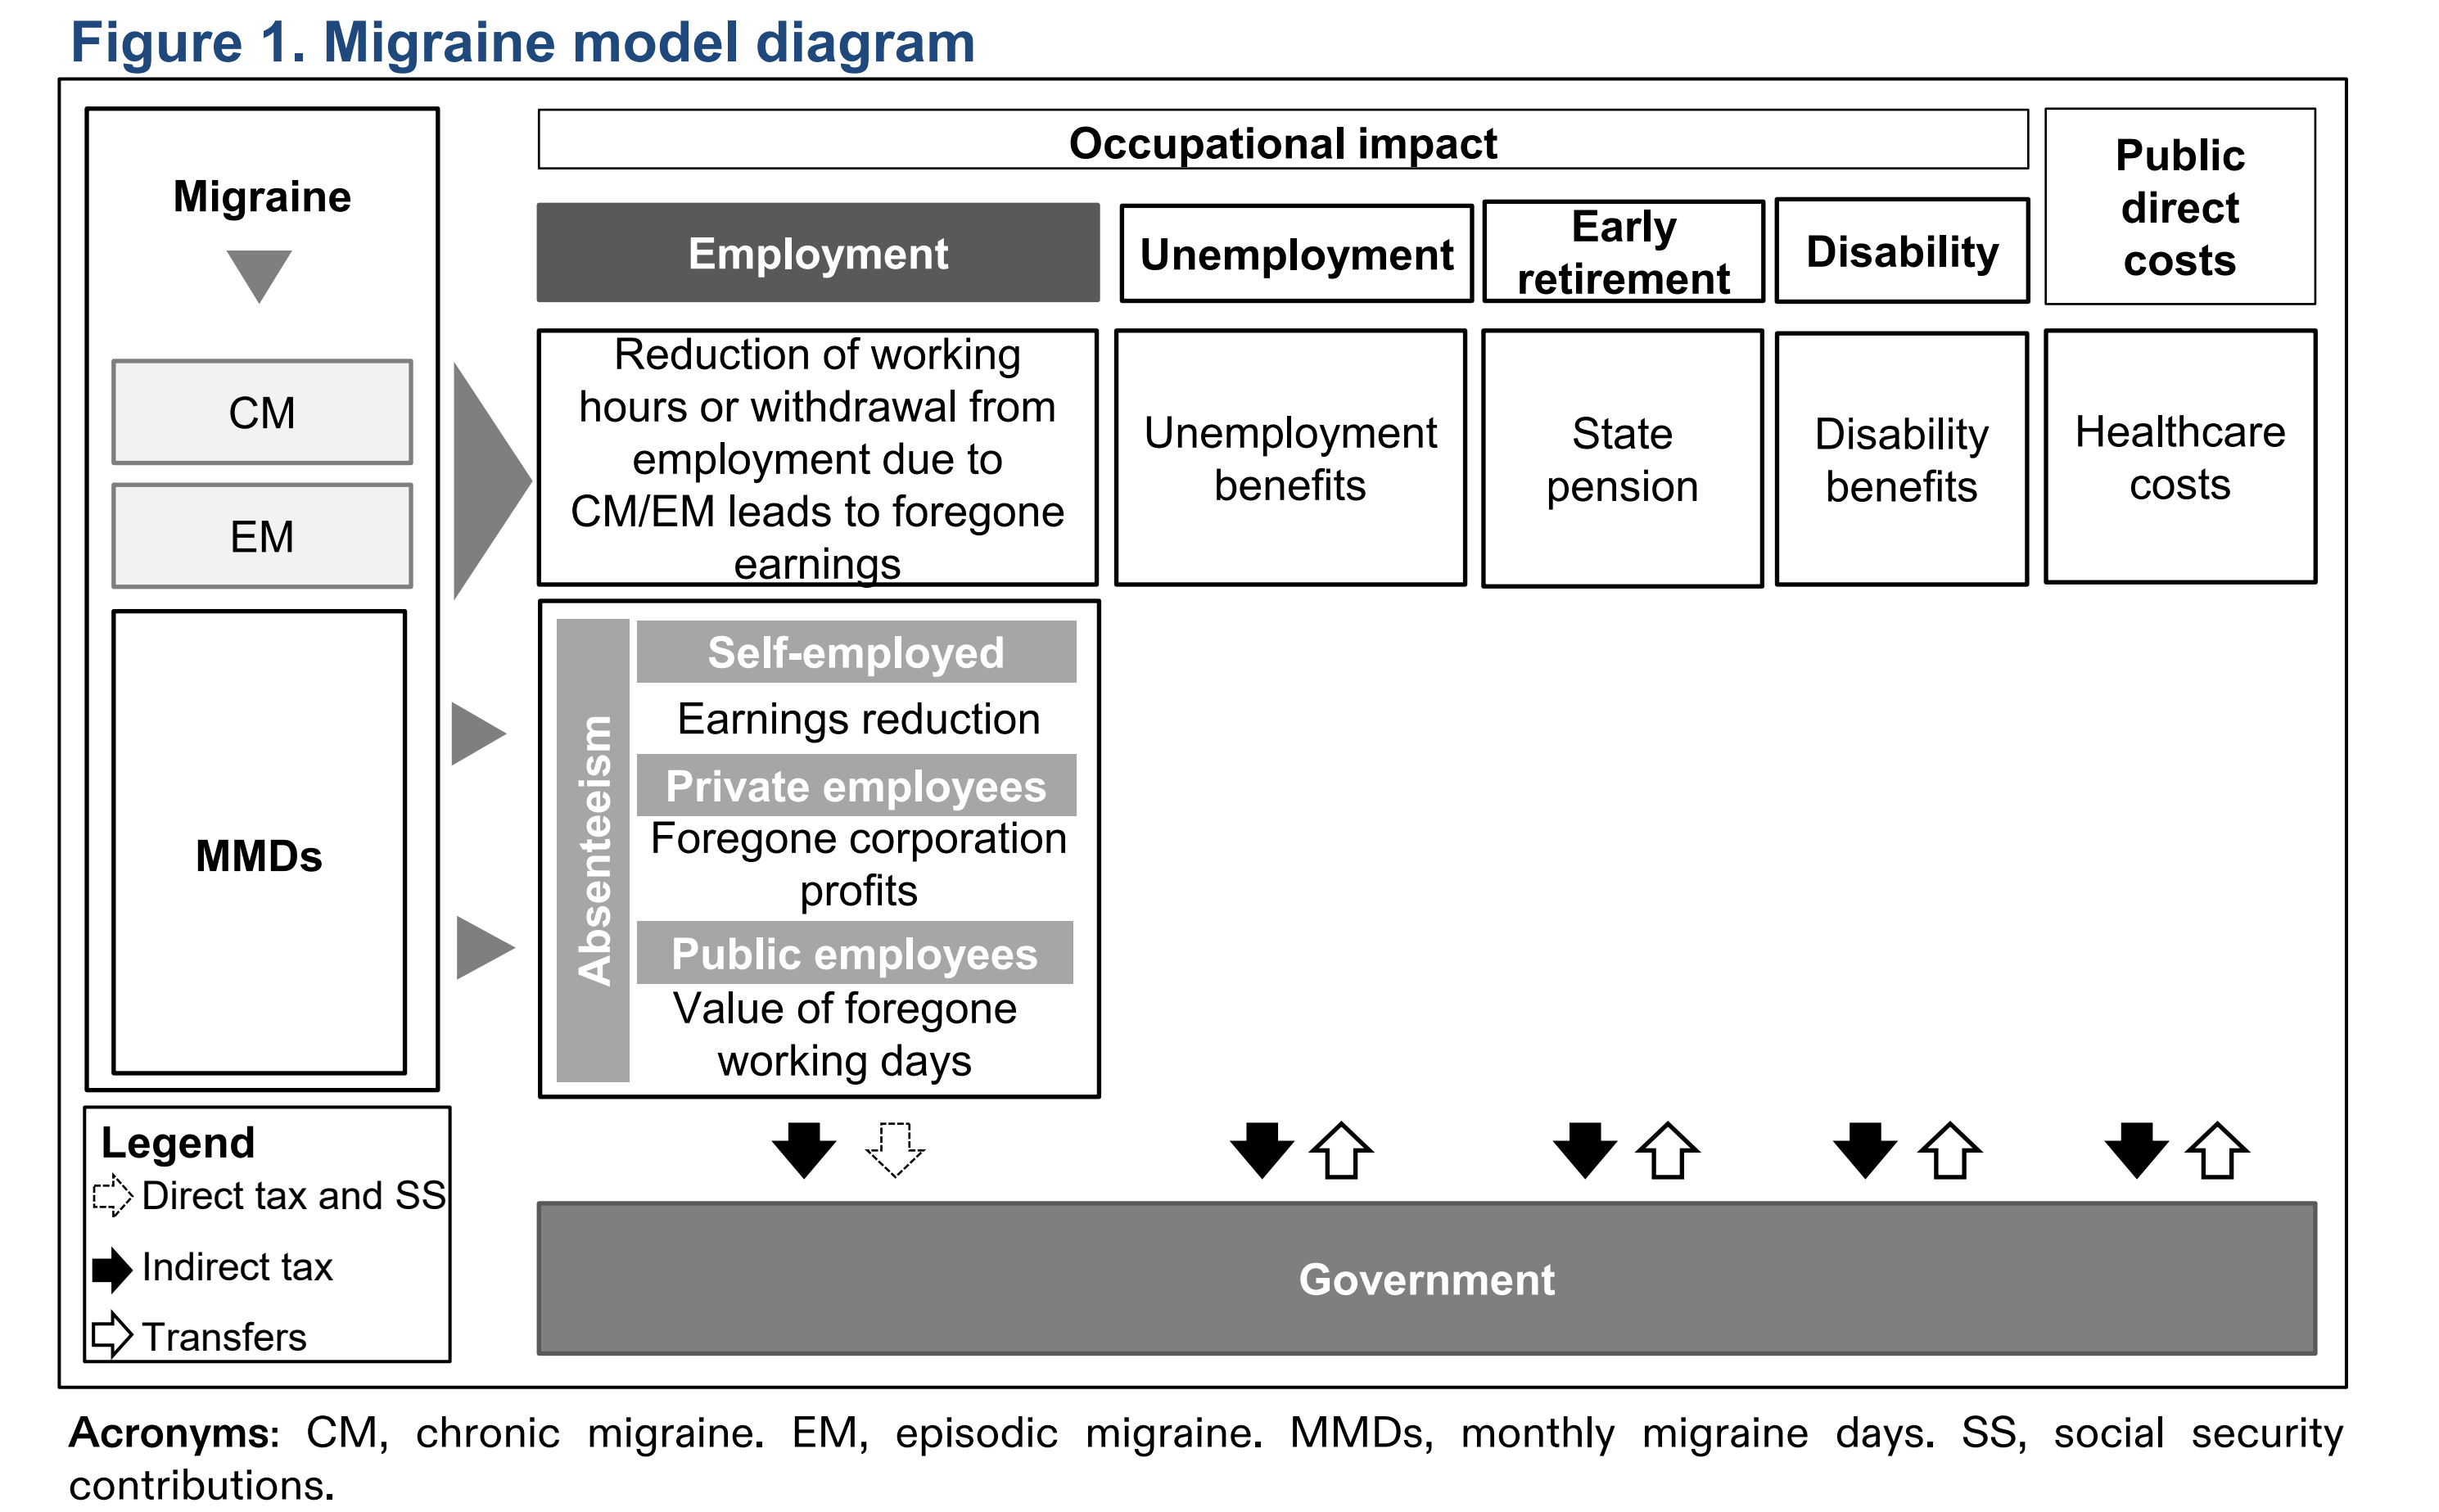 Figure 1. Migraine model diagram
Migraine
CM
EM
MMDs
Occupational impact
Employment
Unemployment
Early
retirement
Disability
Public
direct
costs
Reduction of working
hours or withdrawal from
employment due to
CM/EM leads to foregone
earnings
Unemployment
benefits
State
pension
Disability
benefits
Healthcare
costs
Absenteeism
Self-employed
Earnings reduction
Private employees
Foregone corporation
profits
Public employees
Value of foregone
working days
Legend
Direct tax and SS
Indirect tax
Transfers
Government
Acronyms: CM, chronic migraine. EM, episodic migraine. MMDs, monthly migraine days. SS, social security
contributions.